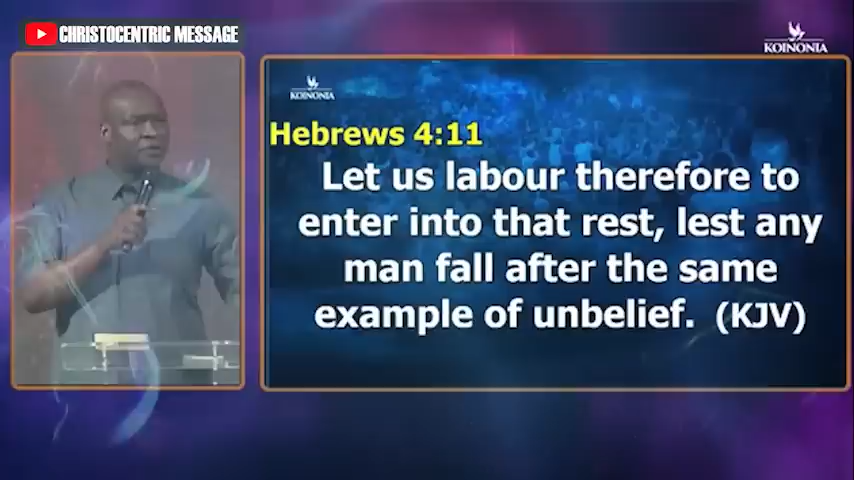 CHRISTOCENTRIC MESSAGE
KOINONIA
KOINONIA
Hebrews 4:11
Let us labour therefore to
enter into that rest, lest any
man fall after the same
example of unbelief. (KJV)